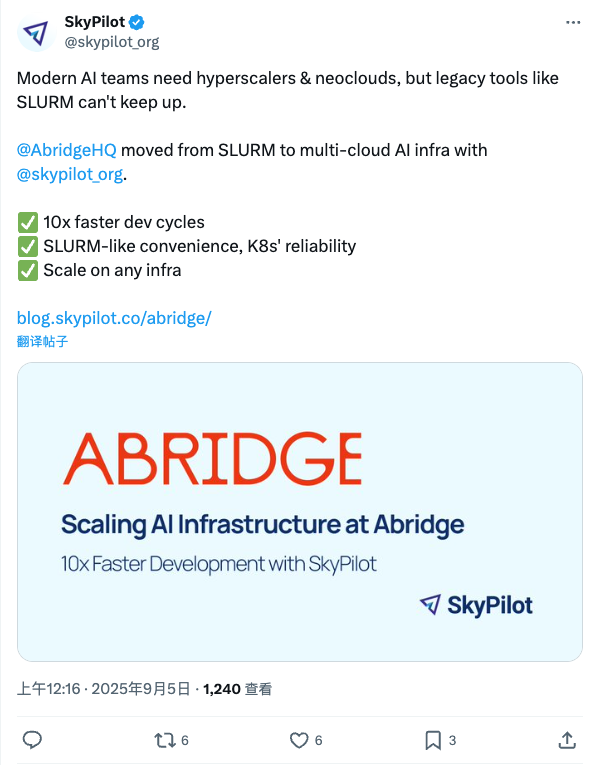 SkyPilot
@skypilot_org
Modern AI teams need hyperscalers & neoclouds, but legacy tools like
SLURM can't keep up.
@AbridgeHQ moved from SLURM to multi-cloud AI infra with
@skypilot_org.
✅ 10x faster dev cycles
✅ SLURM-like convenience, K8s' reliability
✅ Scale on any infra
blog.skypilot.co/abridge/
翻译帖子
ABRIDGE
Scaling AI Infrastructure at Abridge
10x Faster Development with SkyPilot
SkyPilot
上午12:16 · 2025年9月5日 · 1,240 查看
6 6 3